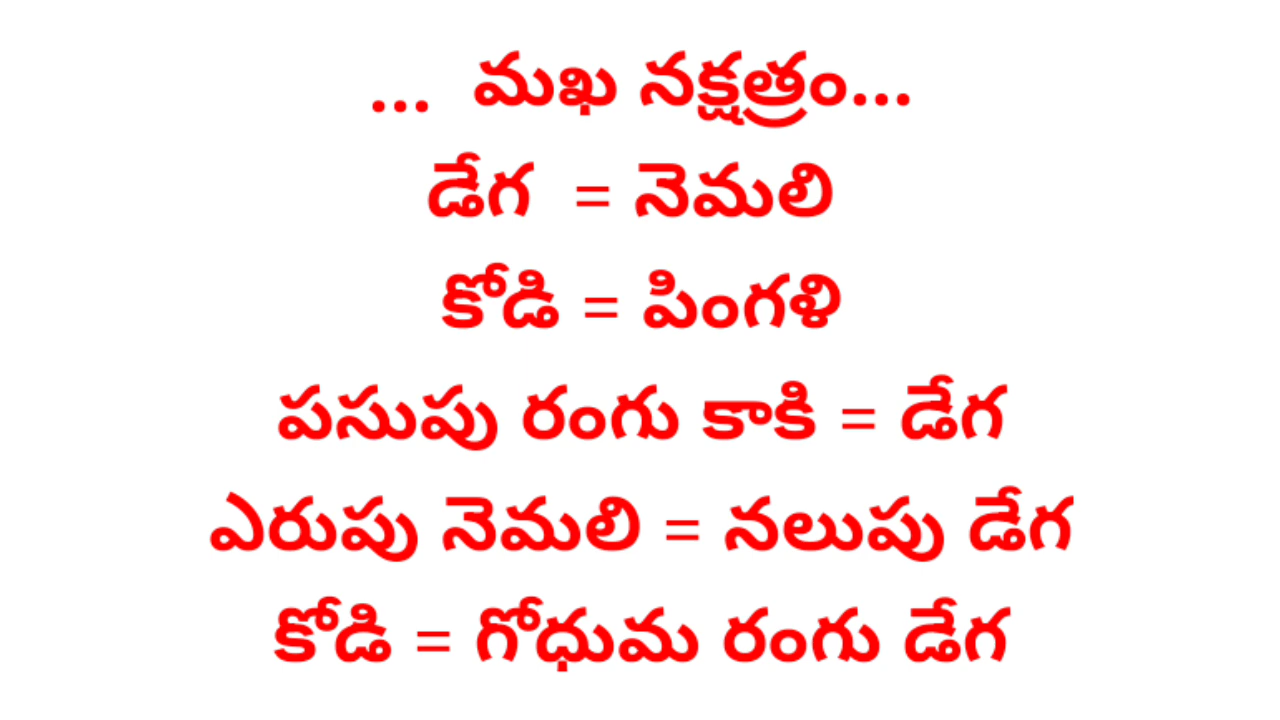 ... మఖ నక్షత్రం...
డేగ = నెమలి
కోడి = పింగళి
పసుపు రంగు కాకి = డేగ
ఎరుపు నెమలి = నలుపు డేగ
కోడి = గోధుమ రంగు డేగ